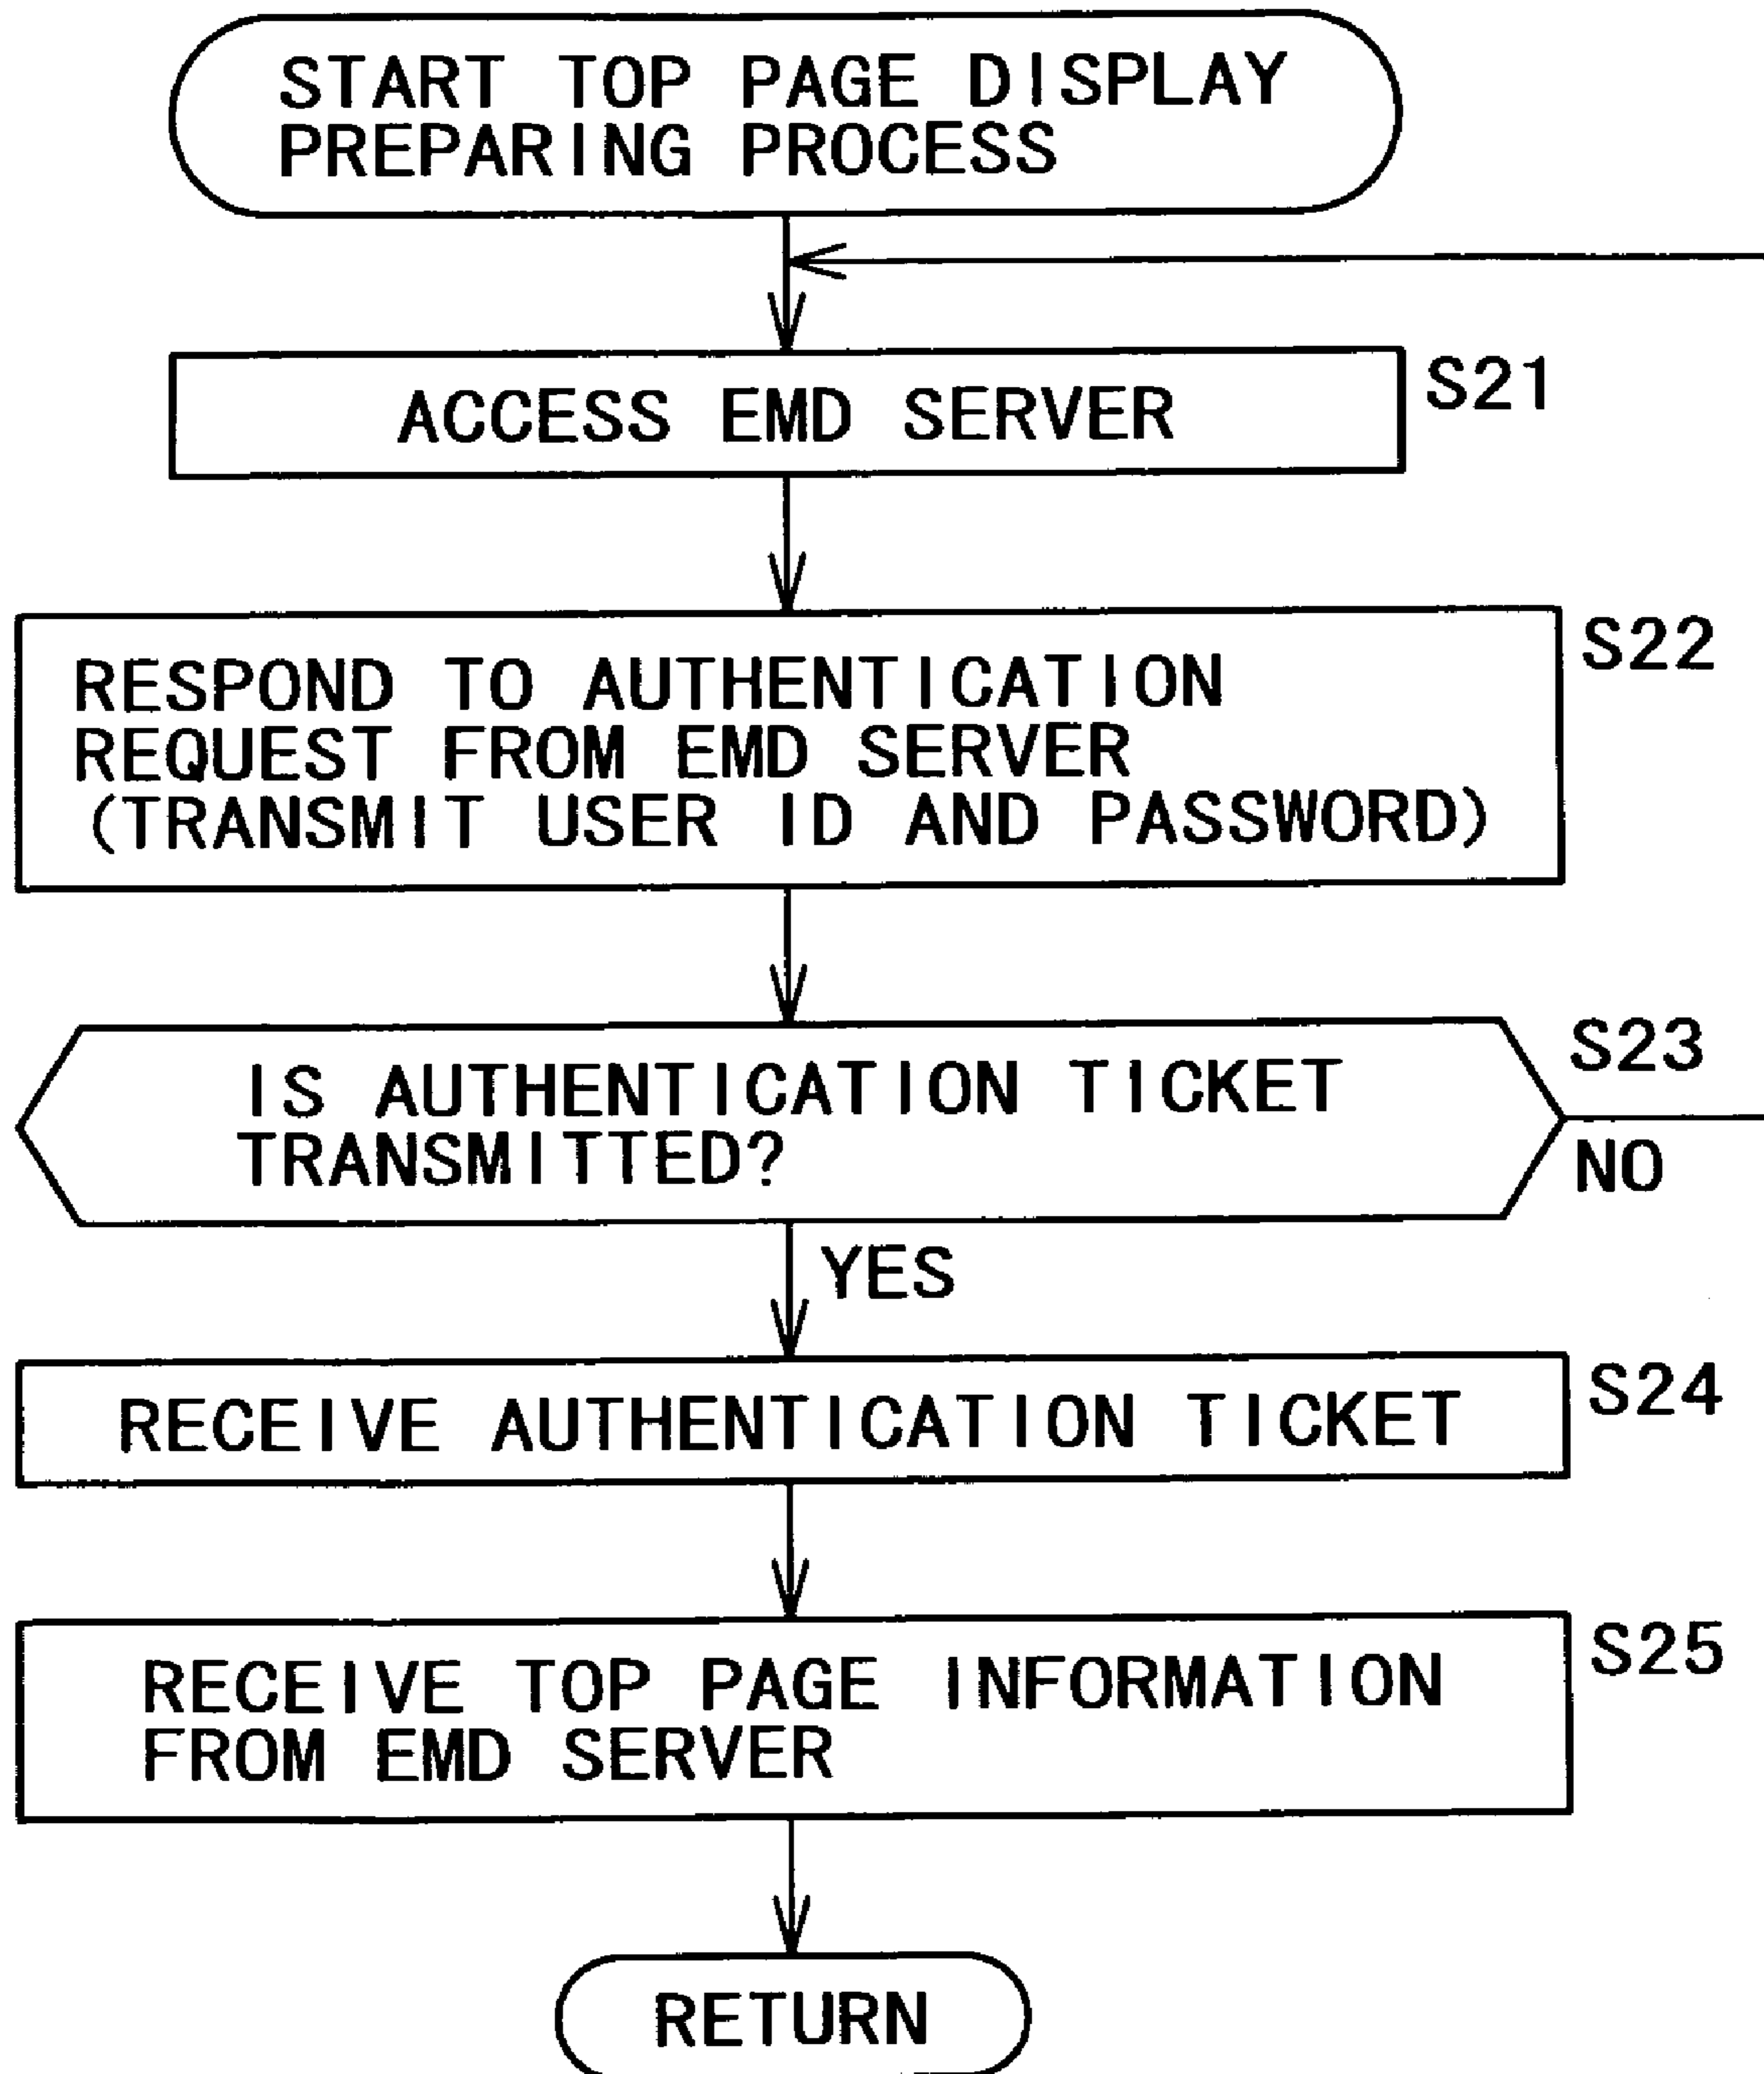 START TOP PAGE DISPLAY
PREPARING PROCESS
ACCESS EMD SERVER
S21
RESPOND TO AUTHENTICATION
REQUEST FROM EMD SERVER
(TRANSMIT USER ID AND PASSWORD)
S22
IS AUTHENTICATION TICKET
TRANSMITTED?
S23
NO
YES
RECEIVE AUTHENTICATION TICKET
S24
RECEIVE TOP PAGE INFORMATION
FROM EMD SERVER
S25
RETURN